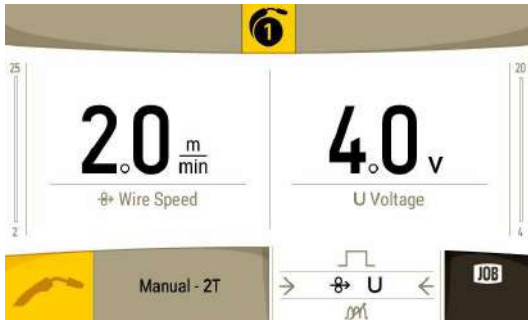 1
25
20
2.0 m/min
4.0 V
Wire Speed
U Voltage
2
4
Manual - 2T
U
JOB